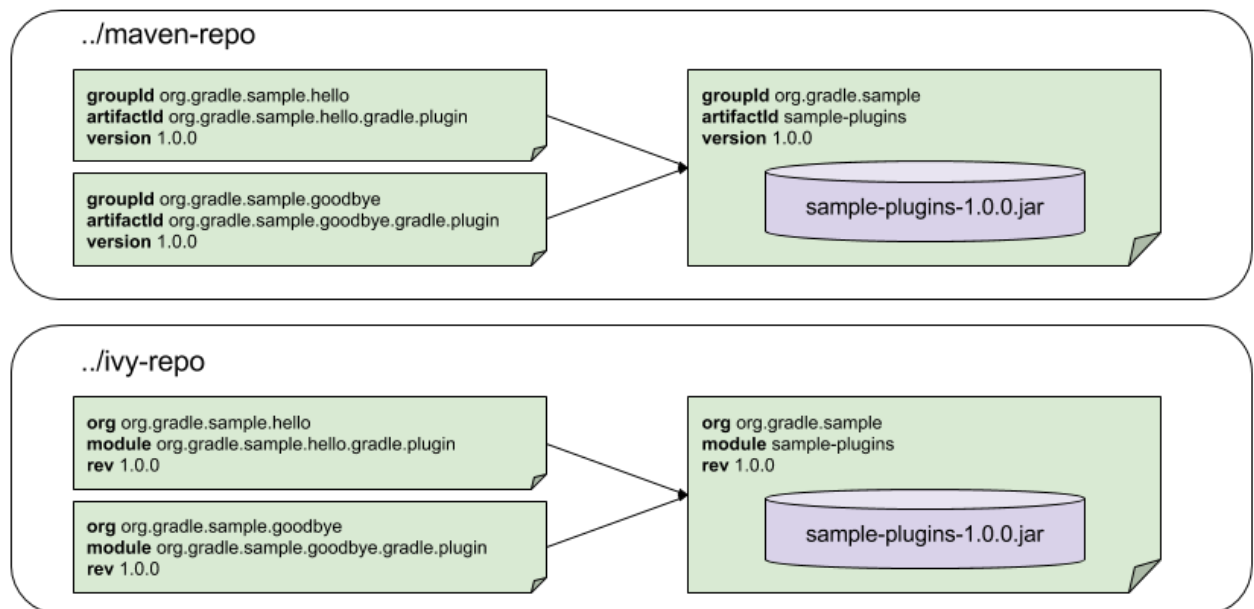 ../maven-repo
groupId org.gradle.sample.hello
artifactId org.gradle.sample.hello.gradle.plugin
version 1.0.0
groupId org.gradle.sample.goodbye
artifactId org.gradle.sample.goodbye.gradle.plugin
version 1.0.0
groupId org.gradle.sample
artifactId sample-plugins
version 1.0.0
sample-plugins-1.0.0.jar
../ivy-repo
org org.gradle.sample.hello
module org.gradle.sample.hello.gradle.plugin
rev 1.0.0
org org.gradle.sample.goodbye
module org.gradle.sample.goodbye.gradle.plugin
rev 1.0.0
org org.gradle.sample
module sample-plugins
rev 1.0.0
sample-plugins-1.0.0.jar